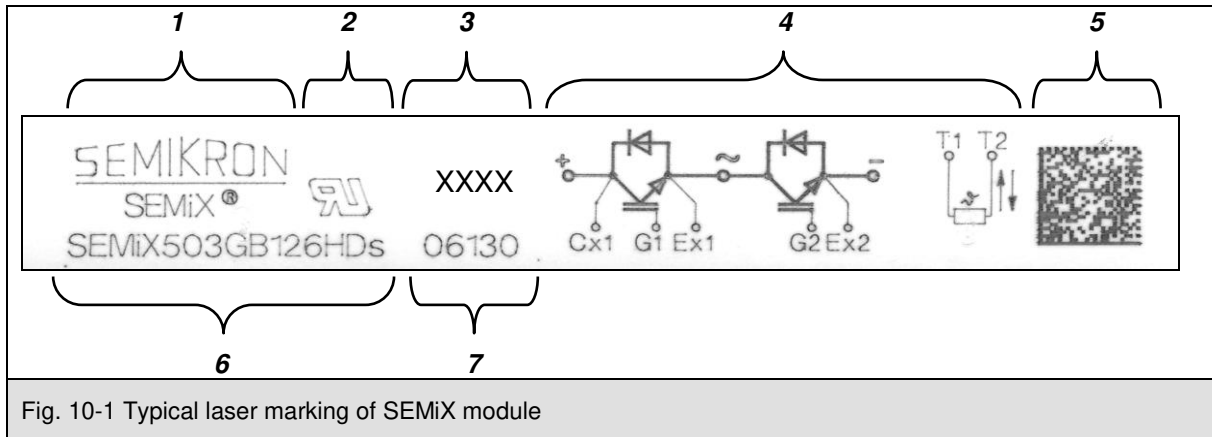 1 2 3 4 5
SEMIKRON
SEMiX®
SEMiX503GB126HDs
XXXX
06130
+ ~ -
Cx1 G1 Ex1 G2 Ex2
T1 T2
ϑ
6 7
Fig. 10-1 Typical laser marking of SEMiX module